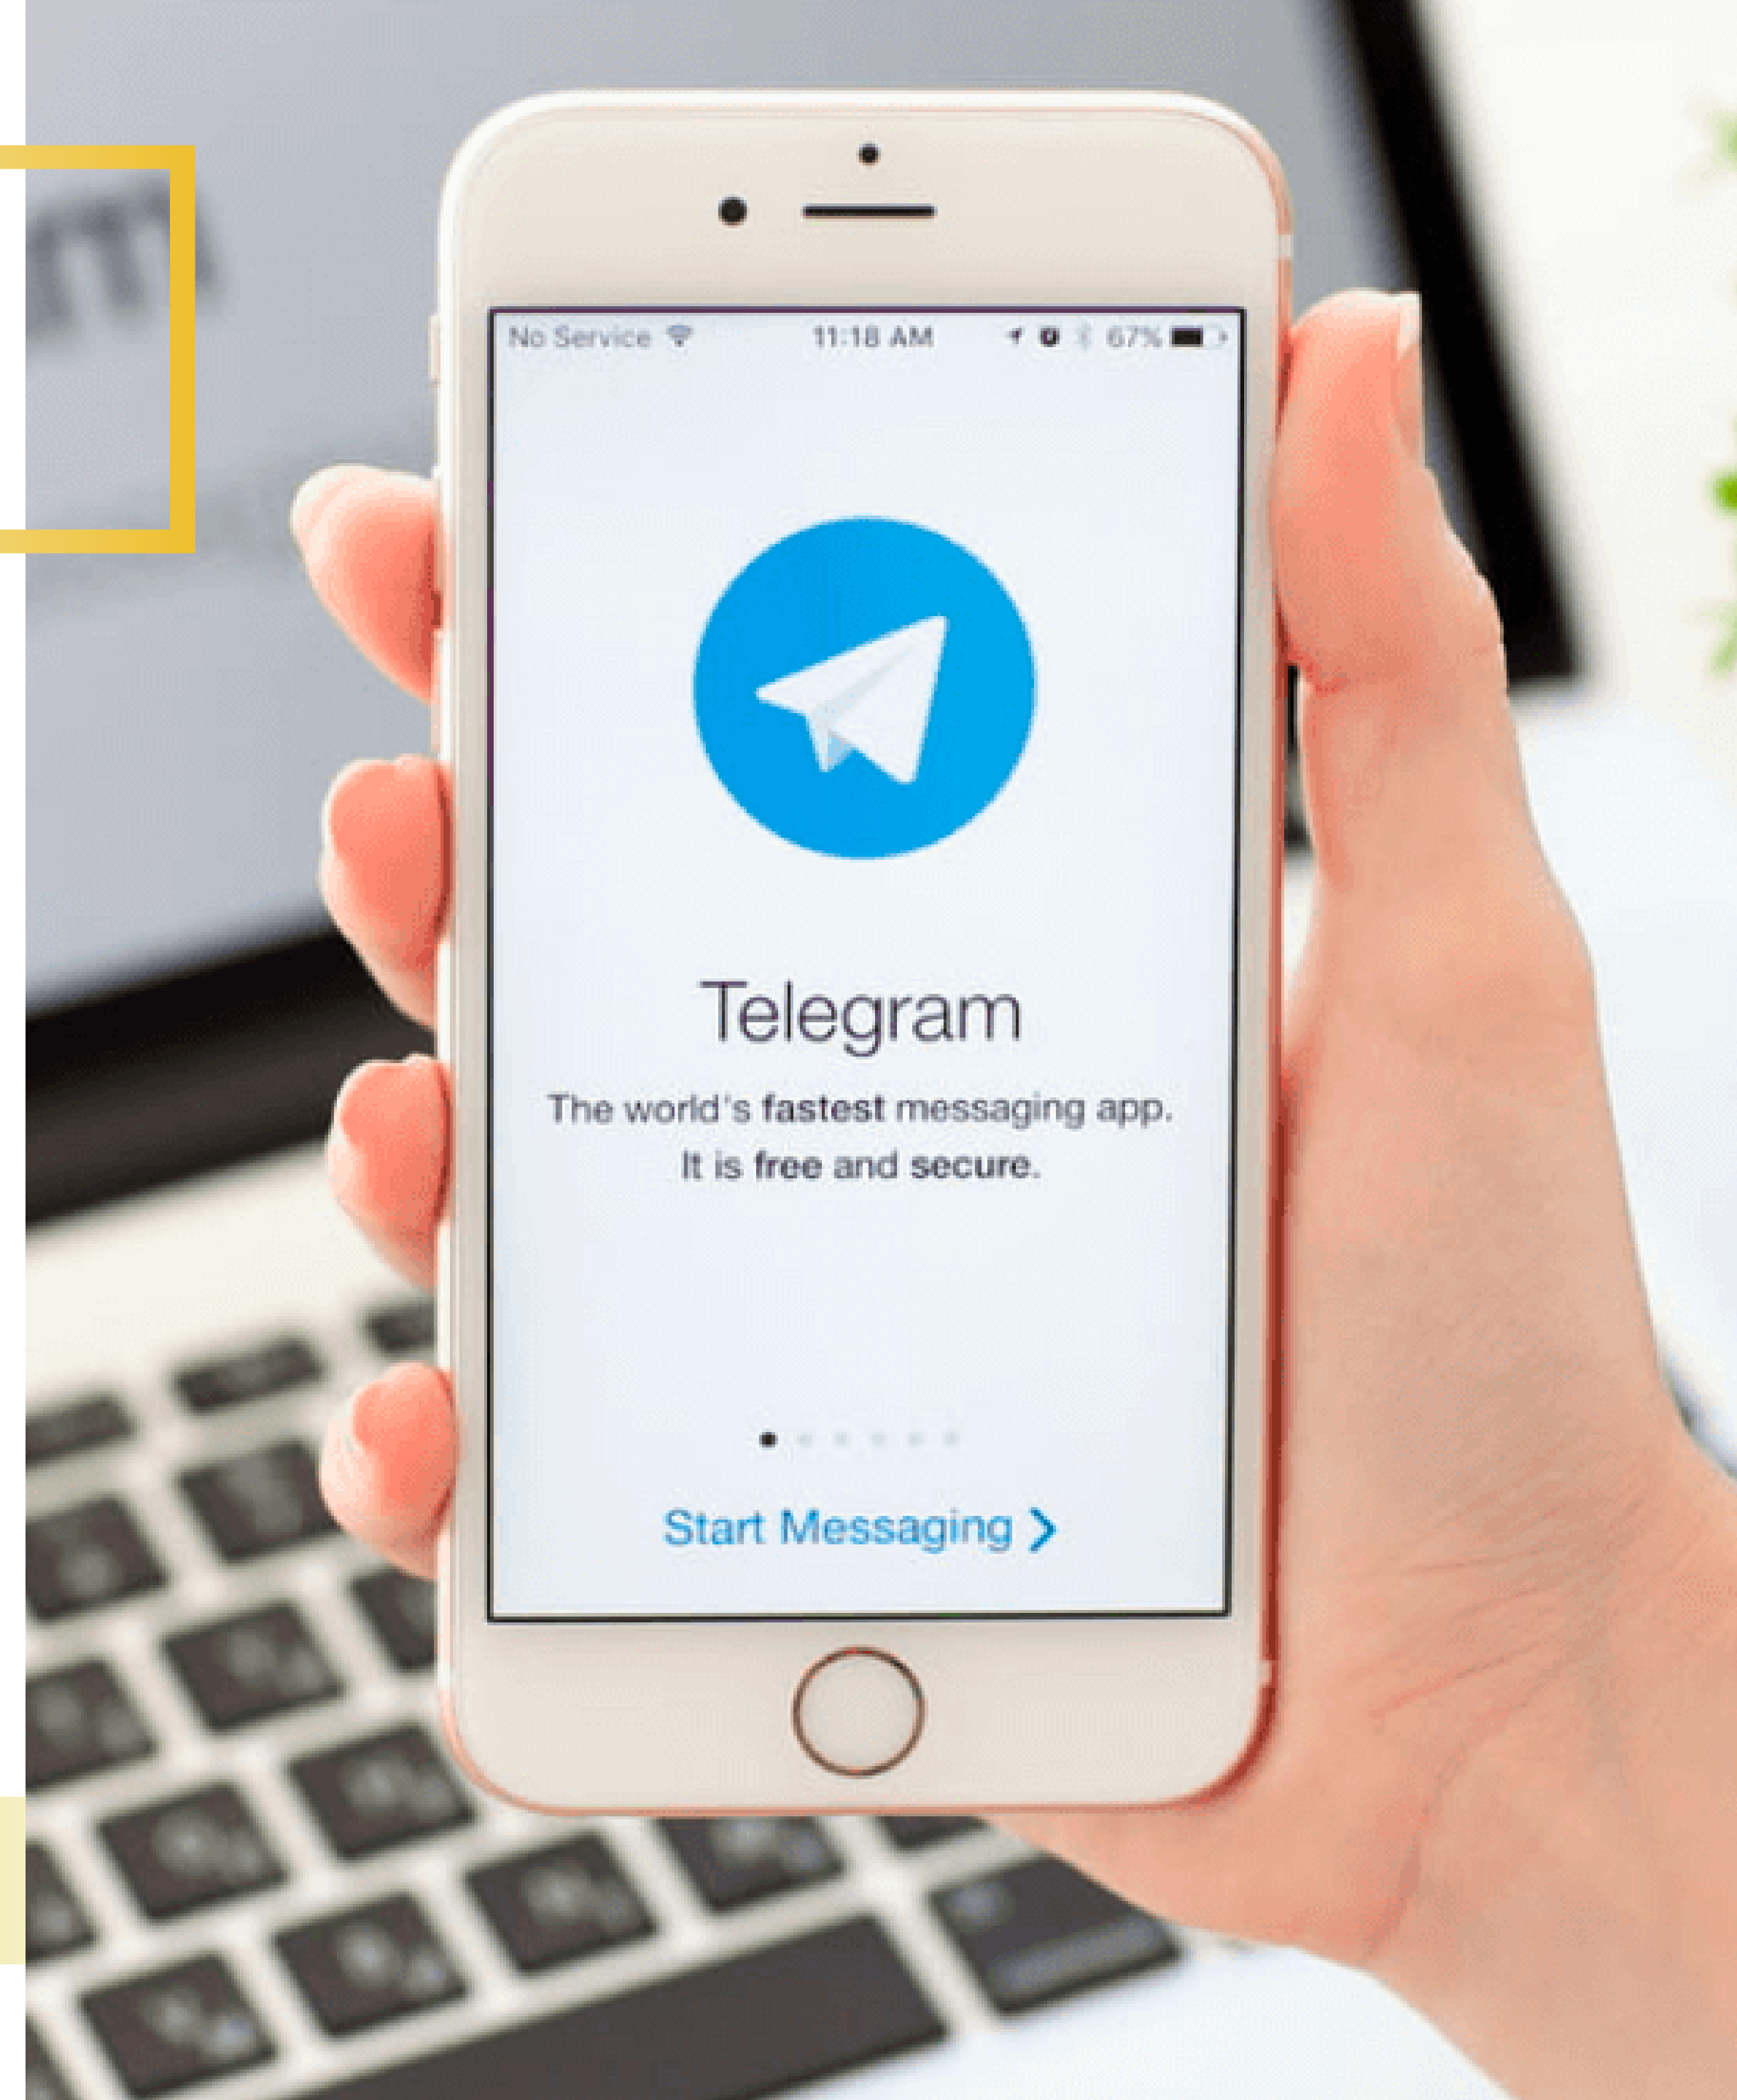 No Service
11:18 AM
67%
Telegram
The world's fastest messaging app.
It is free and secure.
Start Messaging